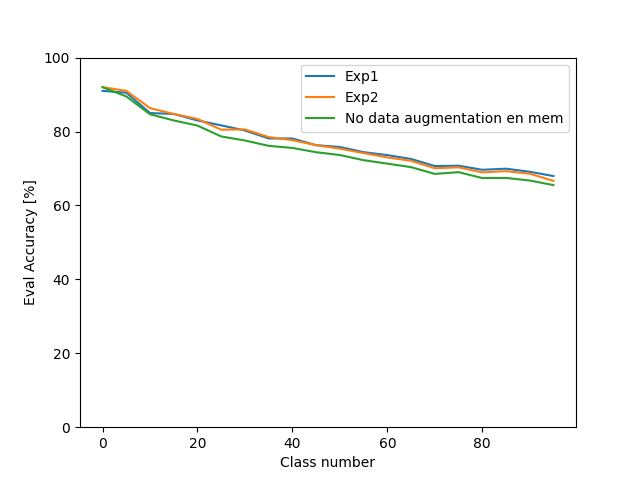 100
80
60
40
20
0
Eval Accuracy [%]
Exp1
Exp2
No data augmentation en mem
0 20 40 60 80
Class number